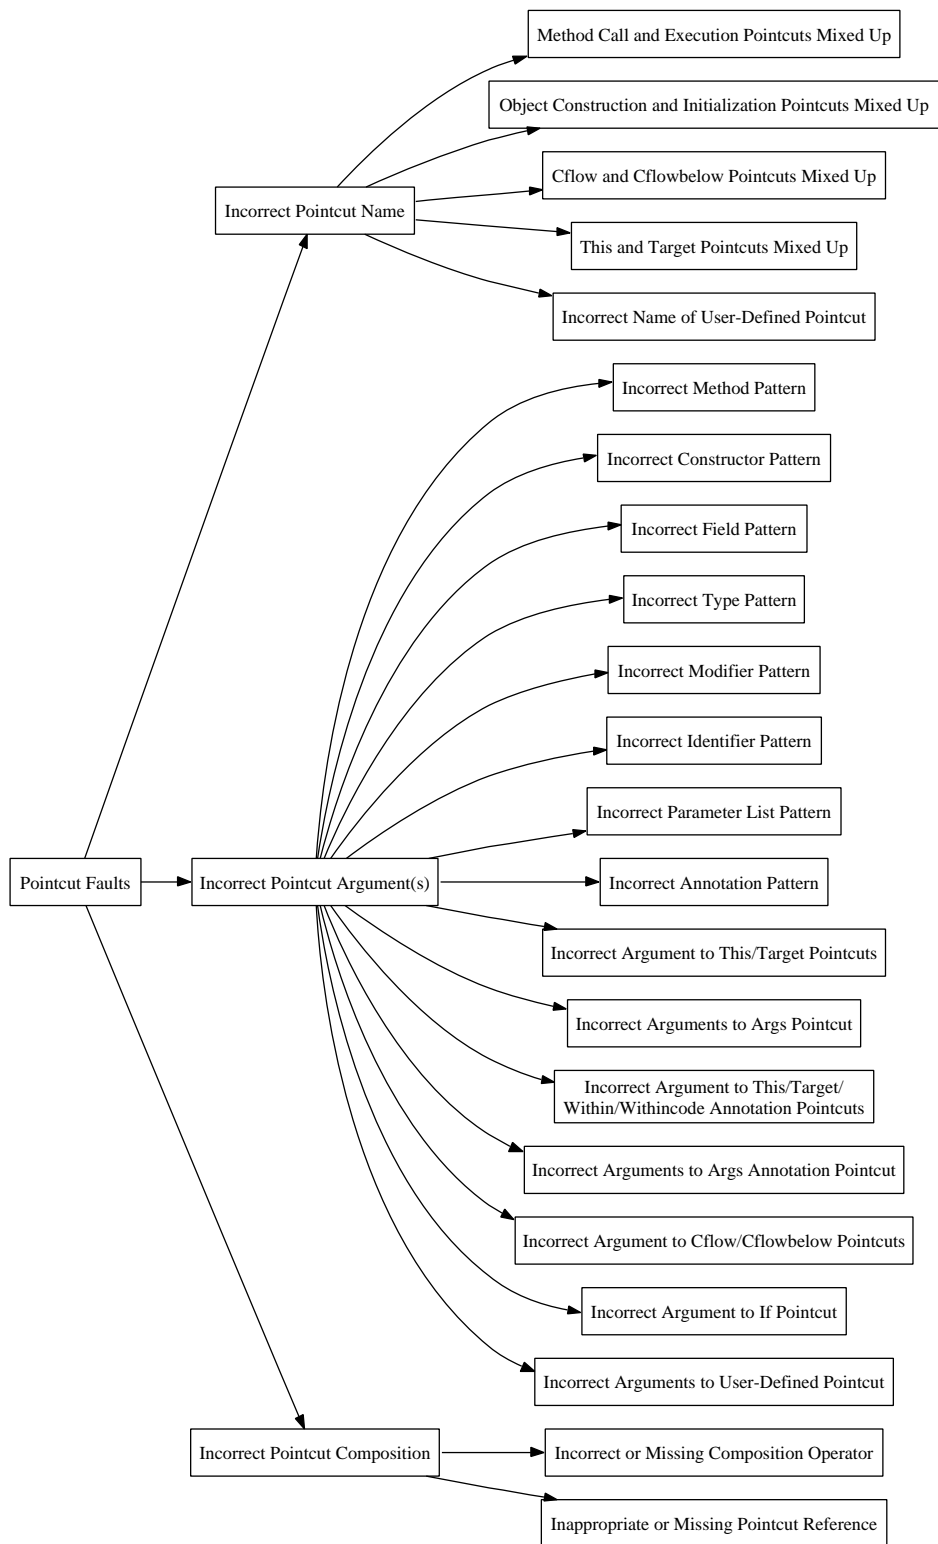 Method Call and Execution Pointcuts Mixed Up
Object Construction and Initialization Pointcuts Mixed Up
Cflow and Cflowbelow Pointcuts Mixed Up
Incorrect Pointcut Name
This and Target Pointcuts Mixed Up
Incorrect Name of User-Defined Pointcut
Incorrect Method Pattern
Incorrect Constructor Pattern
Incorrect Field Pattern
Incorrect Type Pattern
Incorrect Modifier Pattern
Incorrect Identifier Pattern
Incorrect Parameter List Pattern
Pointcut Faults
Incorrect Pointcut Argument(s)
Incorrect Annotation Pattern
Incorrect Argument to This/Target Pointcuts
Incorrect Arguments to Args Pointcut
Incorrect Argument to This/Target/
Within/Withincode Annotation Pointcuts
Incorrect Arguments to Args Annotation Pointcut
Incorrect Argument to Cflow/Cflowbelow Pointcuts
Incorrect Argument to If Pointcut
Incorrect Arguments to User-Defined Pointcut
Incorrect Pointcut Composition
Incorrect or Missing Composition Operator
Inappropriate or Missing Pointcut Reference